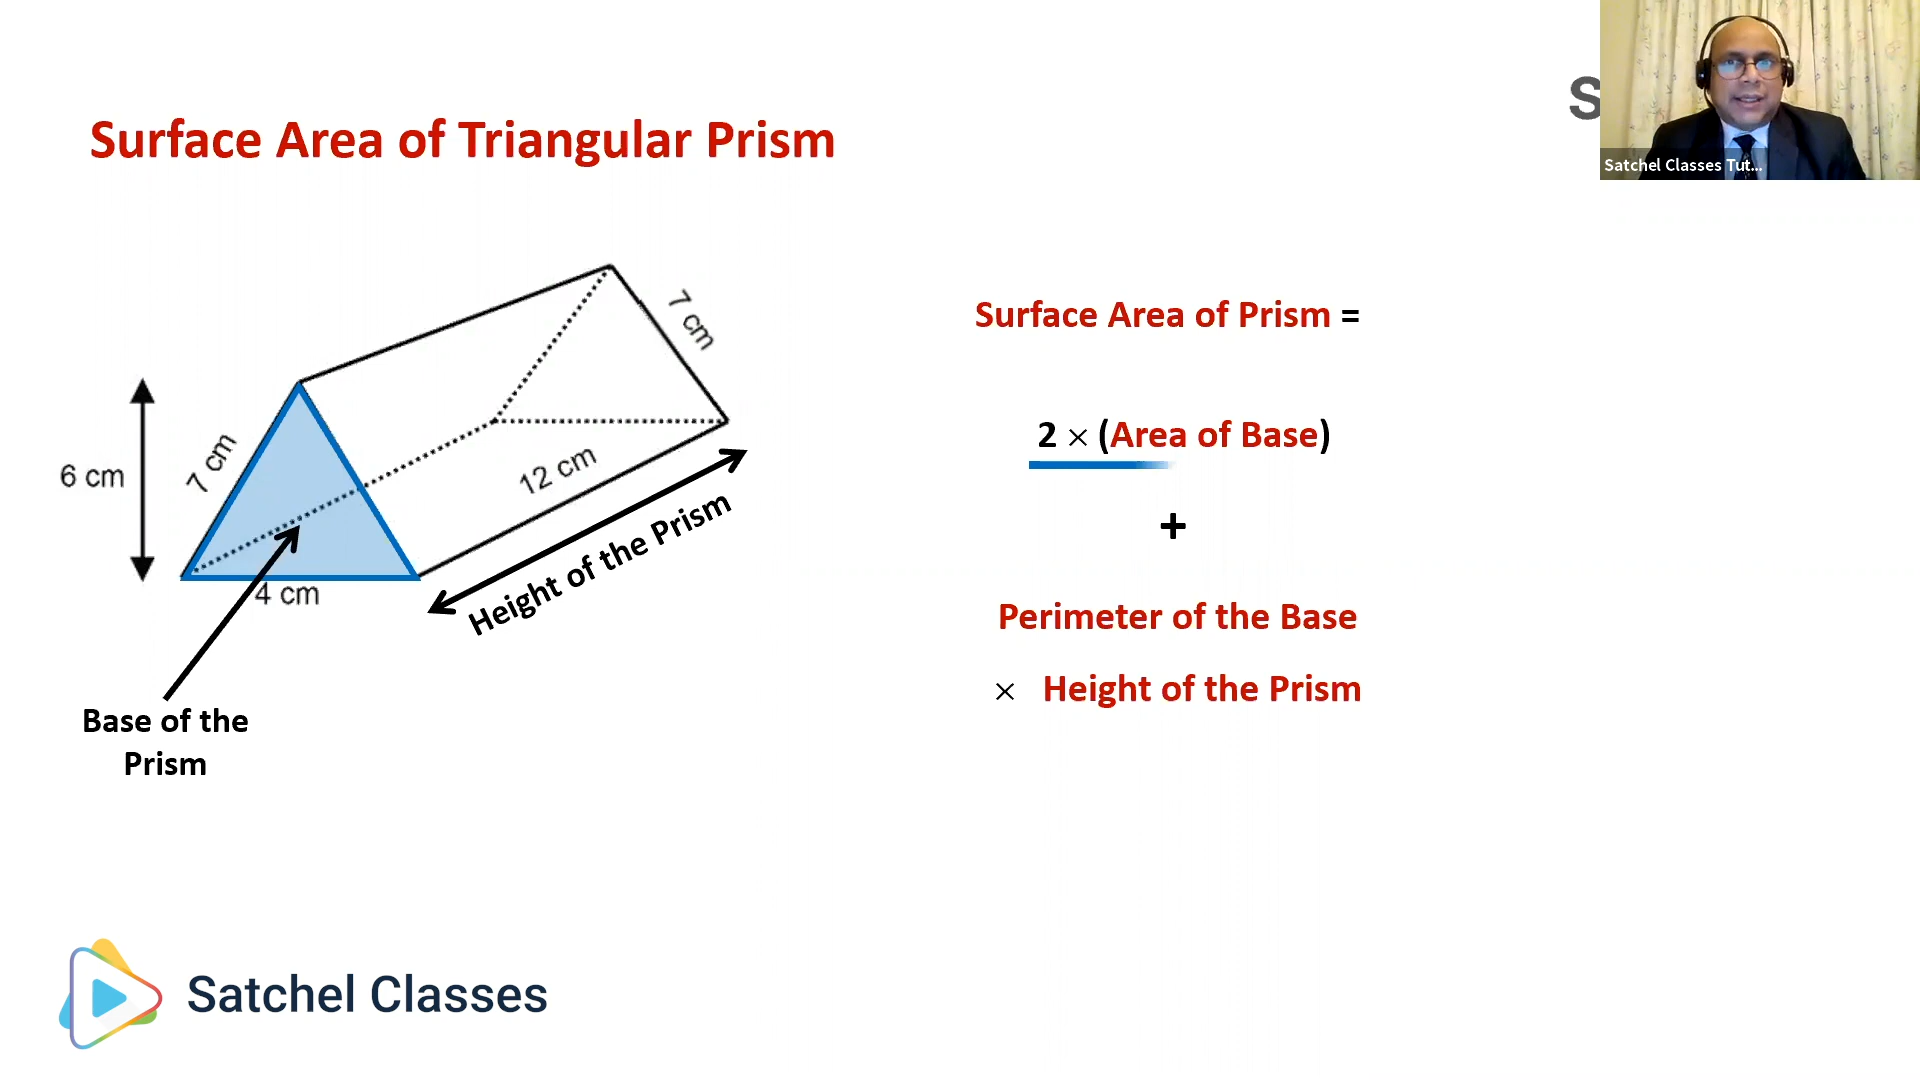 Surface Area of Triangular Prism
S
Satchel Classes Tut...
7 cm
Surface Area of Prism =
6 cm
7 cm
12 cm
2 × (Area of Base)
+
Height of the Prism
4 cm
Perimeter of the Base
× Height of the Prism
Base of the
Prism
Satchel Classes